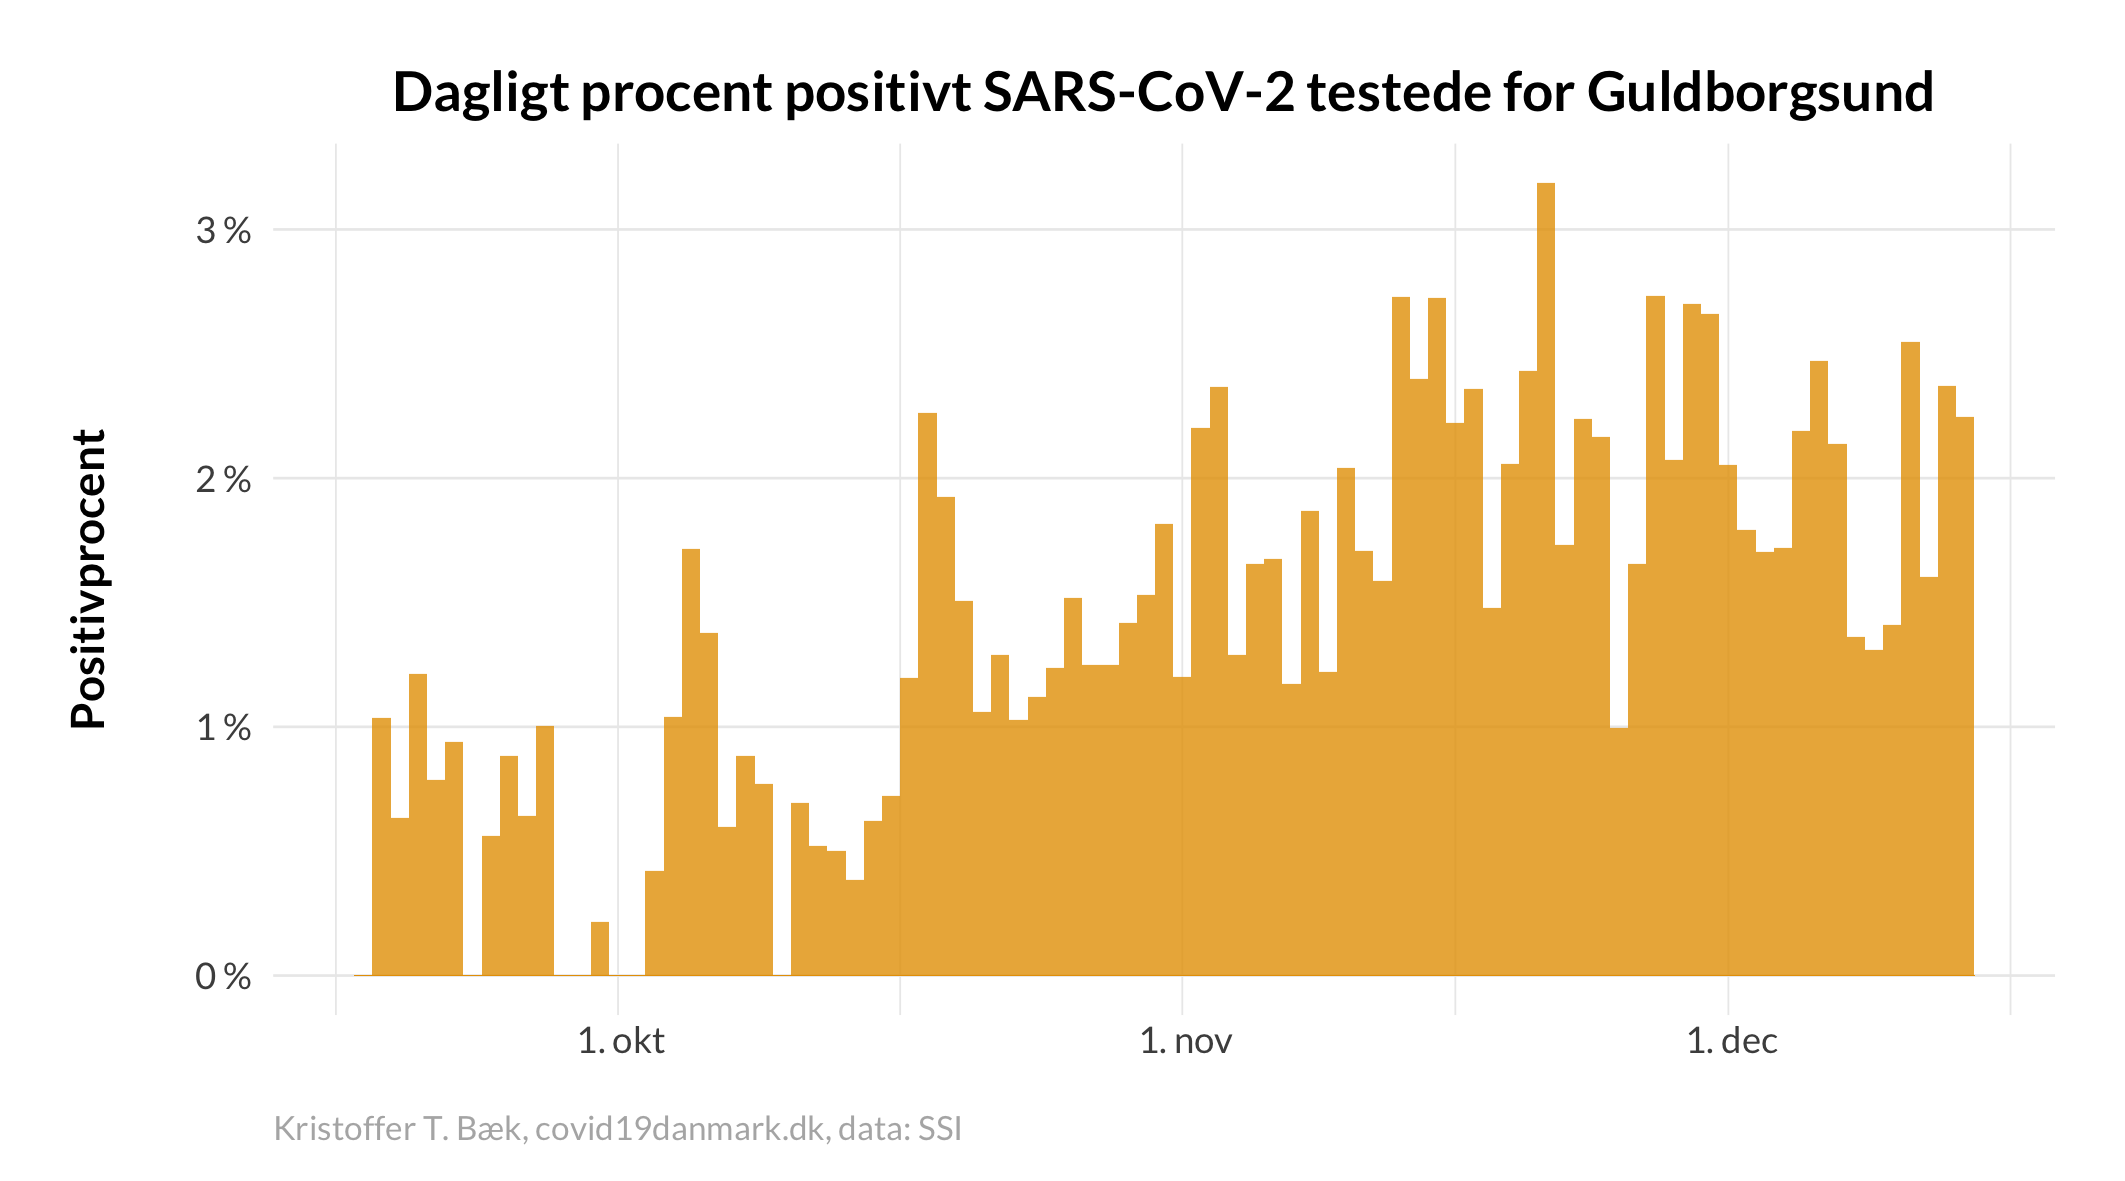 Dagligt procent positivt SARS-CoV-2 testede for Guldborgsund
Positivprocent
3 %
2 %
1 %
0 %
1. okt
1. nov
1. dec
Kristoffer T. Bæk, covid19danmark.dk, data: SSI